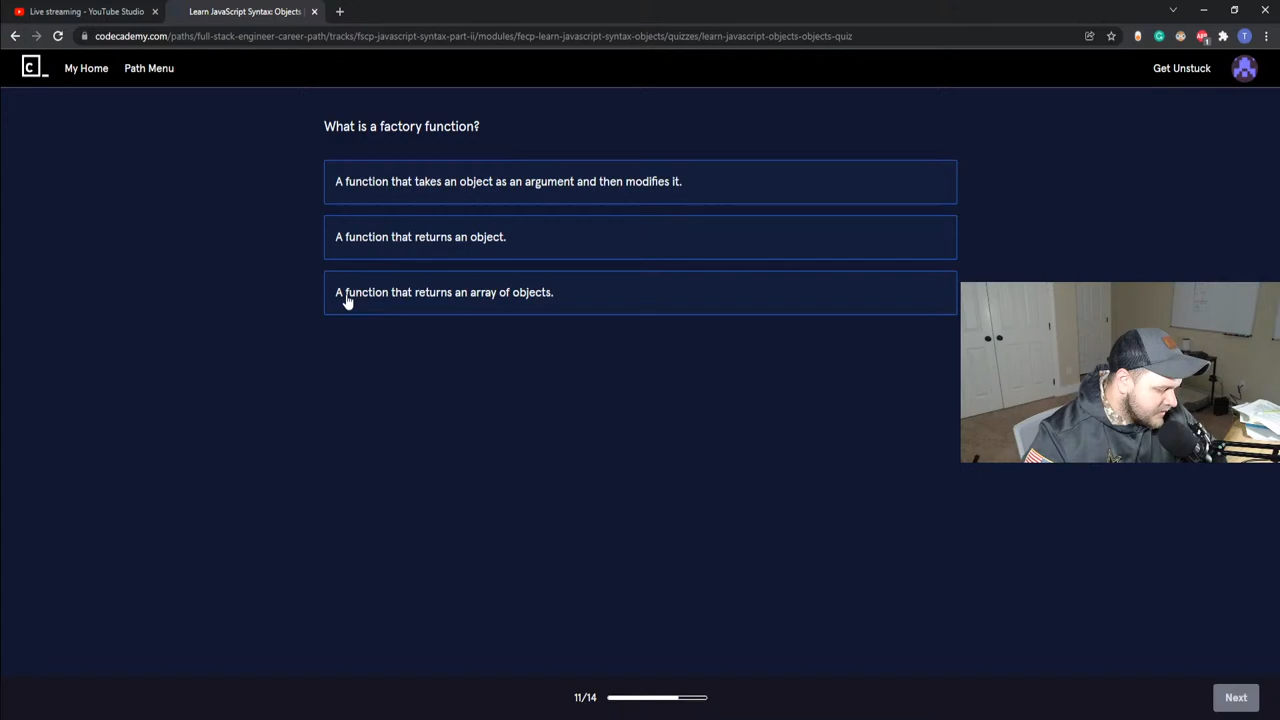 Live streaming - YouTube Studio
Learn JavaScript Syntax: Objects
codecademy.com/paths/full-stack-engineer-career-path/tracks/fscp-javascript-syntax-part-ii/modules/fecp-learn-javascript-syntax-objects/quizzes/learn-javascript-objects-objects-quiz
1
T
C_
My Home
Path Menu
Get Unstuck
What is a factory function?
A function that takes an object as an argument and then modifies it.
A function that returns an object.
A function that returns an array of objects.
11/14
Next